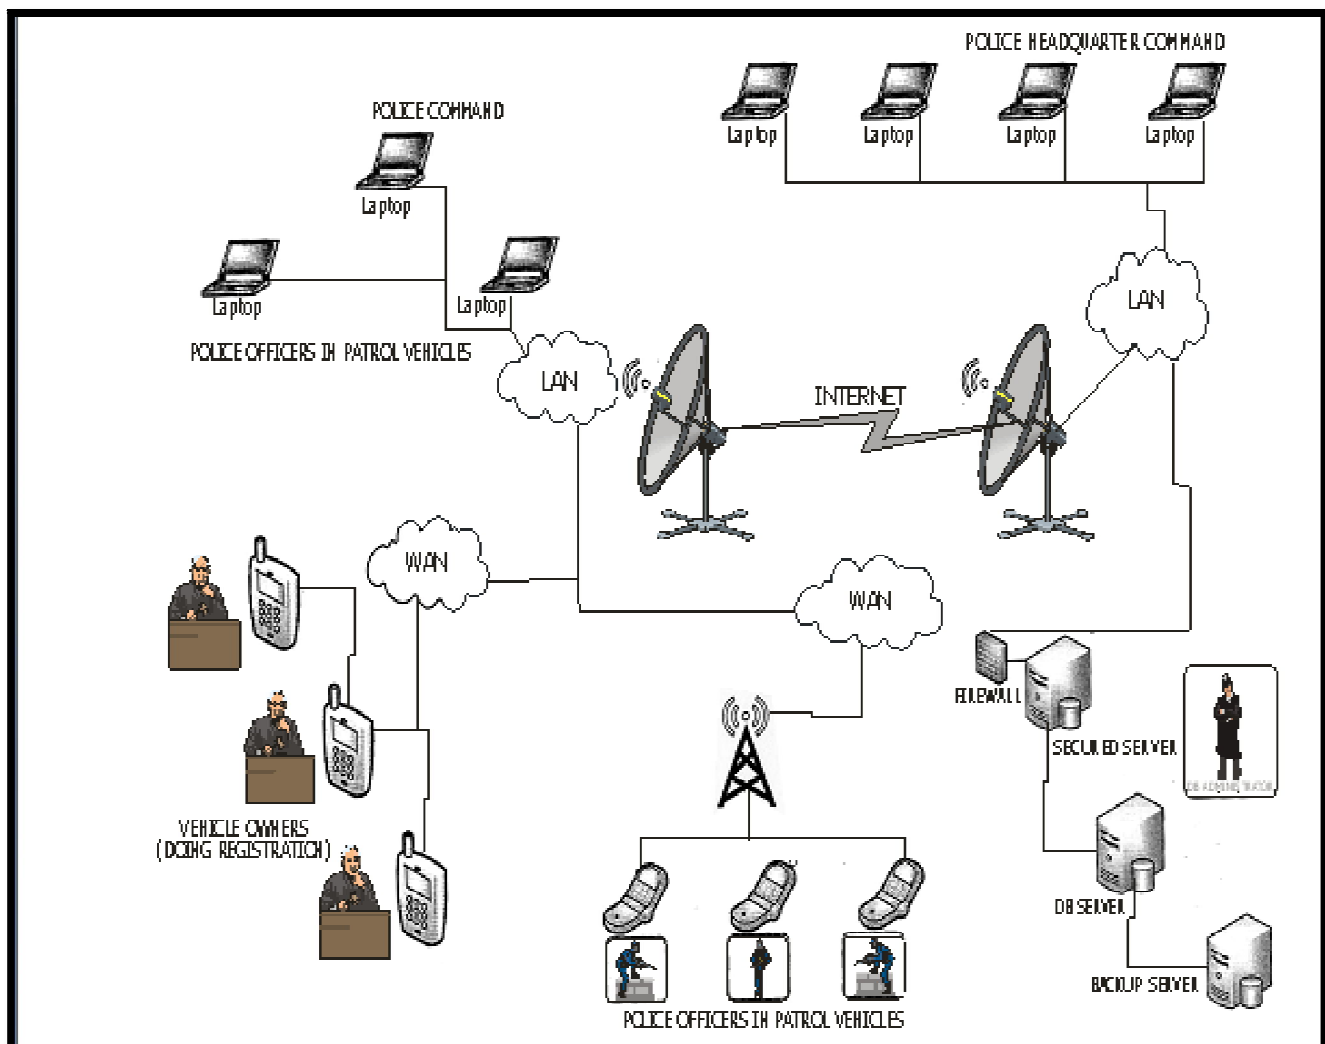 POLICE HEADQUARTER COMMAND
Laptop
Laptop
Laptop
Laptop
POLICE COMMAND
Laptop
Laptop
Laptop
POLICE OFFICERS IN PATROL VEHICLES
LAN
LAN
INTERNET
WAN
WAN
FIREWALL
SECURED SERVER
DB ADMINISTRATOR
VEHICLE OWNERS
(DOING REGISTRATION)
DB SERVER
BACKUP SERVER
POLICE OFFICERS IN PATROL VEHICLES